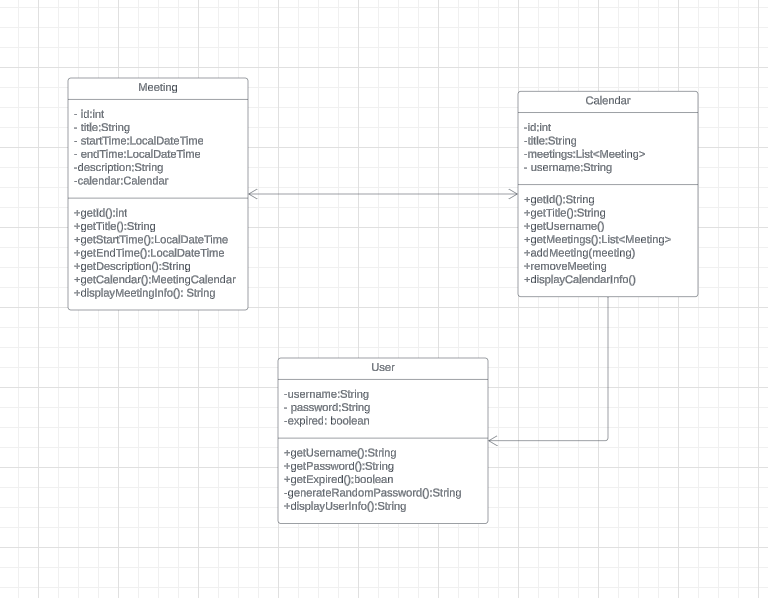 Meeting
- id:int
- title:String
- startTime:LocalDateTime
- endTime:LocalDateTime
-description:String
-calendar:Calendar
+getId():int
+getTitle():String
+getStartTime():LocalDateTime
+getEndTime():LocalDateTime
+getDescription():String
+getCalendar():MeetingCalendar
+displayMeetingInfo(): String
Calendar
-id:int
-title:String
-meetings:List<Meeting>
- username:String
+getId():String
+getTitle():String
+getUsername()
+getMeetings():List<Meeting>
+addMeeting(meeting)
+removeMeeting
+displayCalendarInfo()
User
-username:String
- password:String
-expired: boolean
+getUsername():String
+getPassword():String
+getExpired():boolean
-generateRandomPassword():String
+displayUserInfo():String